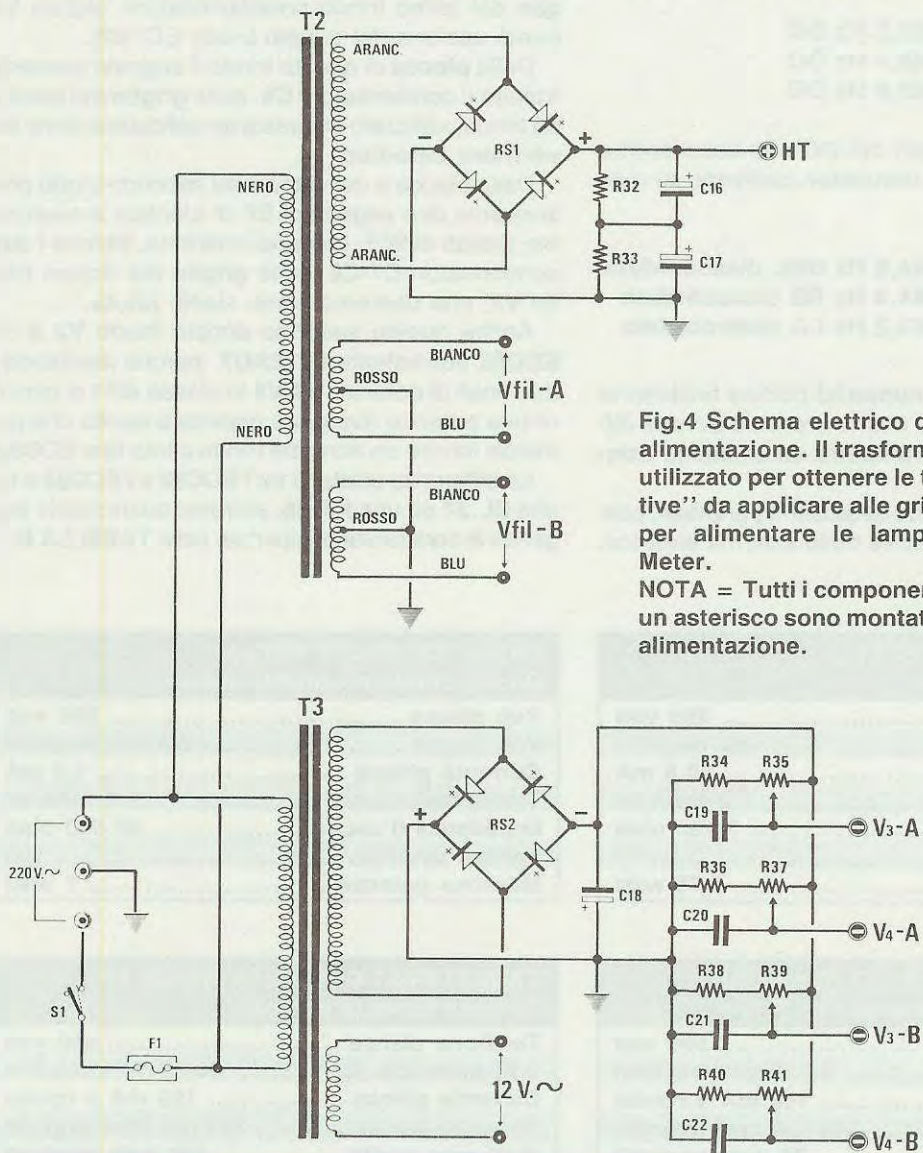 T2
ARANC.
RS1
HT
NERO
R32
C16
R33
C17
ARANC.
BIANCO
ROSSO
Vfil-A
NERO
BLU
BIANCO
ROSSO
Vfil-B
BLU
Fig.4 Schema elettrico d
alimentazione. Il trasform
utilizzato per ottenere le t
tive'' da applicare alle gri
per alimentare le lamp
Meter.
NOTA = Tutti i componen
un asterisco sono montat
alimentazione.
T3
RS2
R34 R35
C19
V3-A
220 V.~
R36 R37
C18
C20
V4-A
R38 R39
S1
C21
V3-B
F1
R40 R41
12 V.~
C22
V4-B